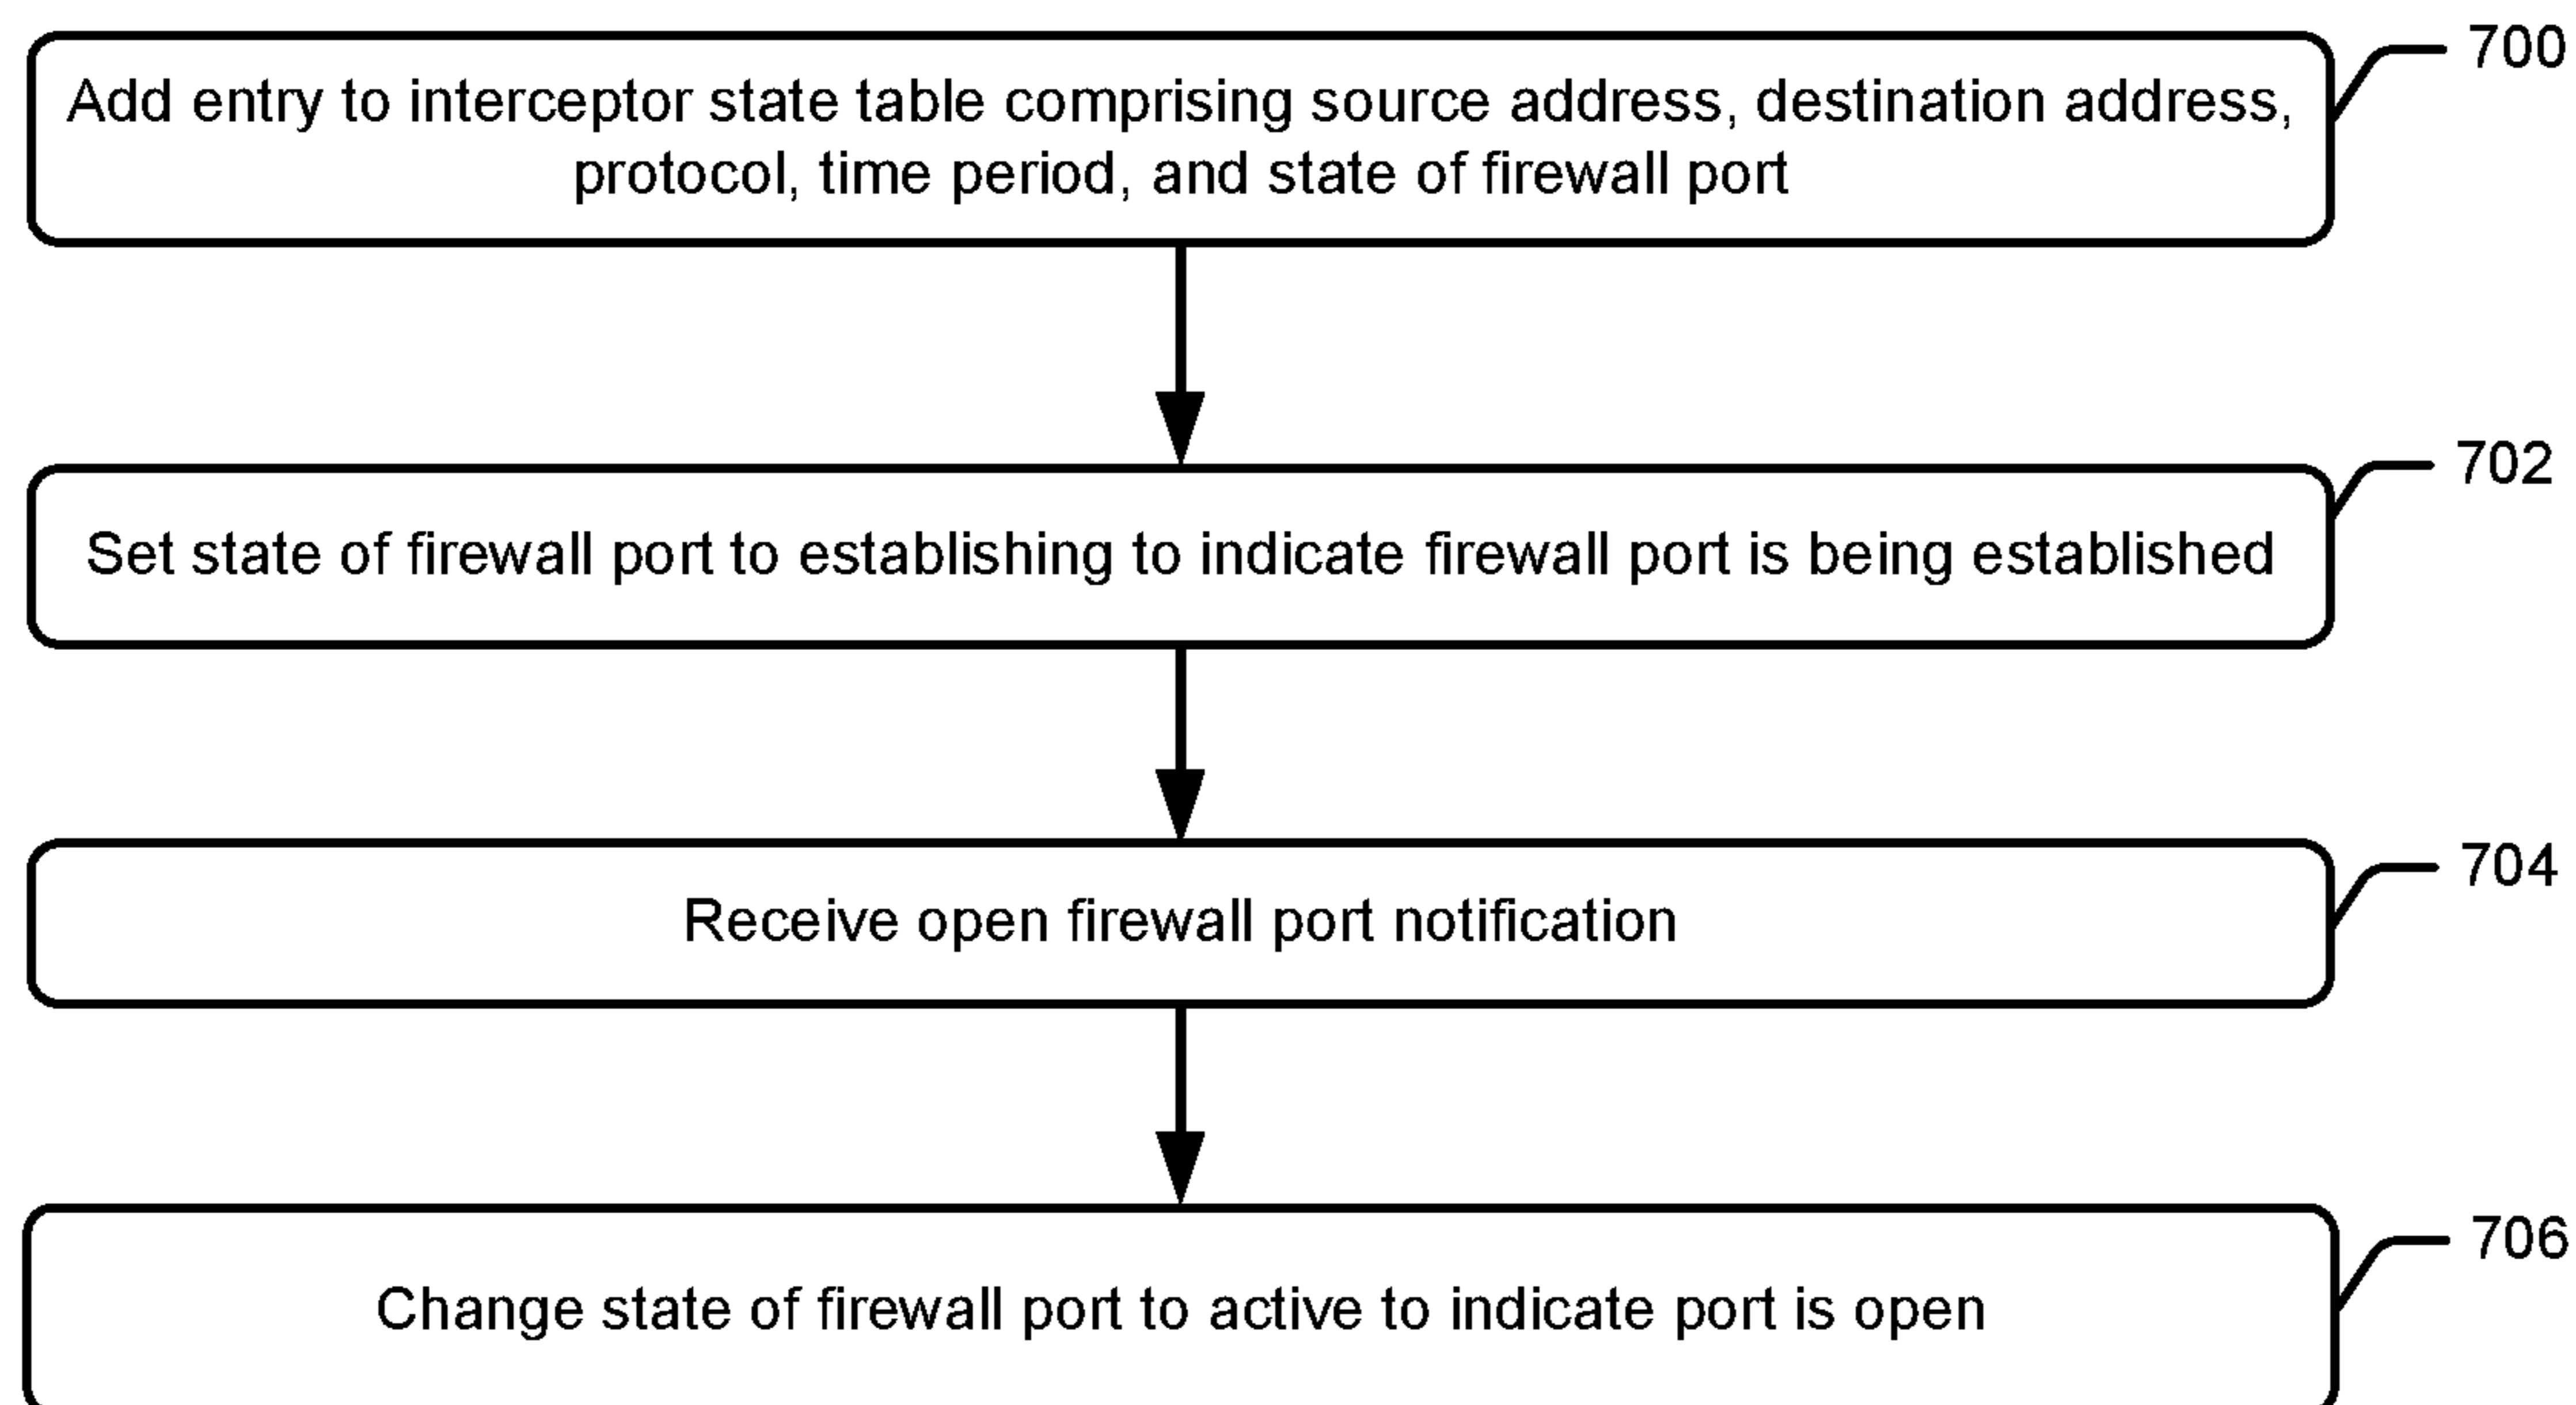 700
Add entry to interceptor state table comprising source address, destination address,
protocol, time period, and state of firewall port
702
Set state of firewall port to establishing to indicate firewall port is being established
704
Receive open firewall port notification
706
Change state of firewall port to active to indicate port is open